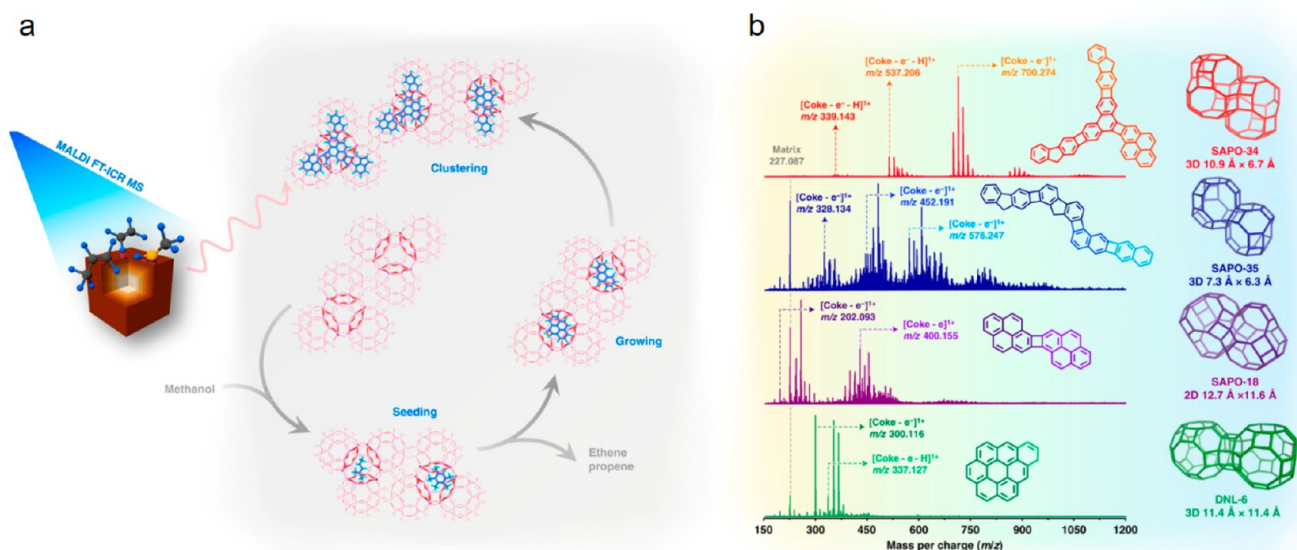 a
MALDI FT-ICR MS
Clustering
Growing
Methanol
Seeding
Ethene
propene
b
[Coke - e⁻ - H]¹⁺
m/z 537.206
[Coke - e⁻]¹⁺
m/z 700.274
[Coke - e⁻ - H]¹⁺
m/z 339.143
Matrix
227.087
SAPO-34
3D 10.9 Å × 6.7 Å
[Coke - e⁻]¹⁺
m/z 328.134
[Coke - e⁻]¹⁺
m/z 452.191
[Coke - e⁻]¹⁺
m/z 576.247
SAPO-35
3D 7.3 Å × 6.3 Å
[Coke - e]¹⁺
m/z 202.093
[Coke - e]¹⁺
m/z 400.155
SAPO-18
2D 12.7 Å ×11.6 Å
[Coke - e⁻]¹⁺
m/z 300.116
[Coke - e - H]¹⁺
m/z 337.127
DNL-6
3D 11.4 Å × 11.4 Å
150 300 450 600 750 900 1050 1200
Mass per charge (m/z)